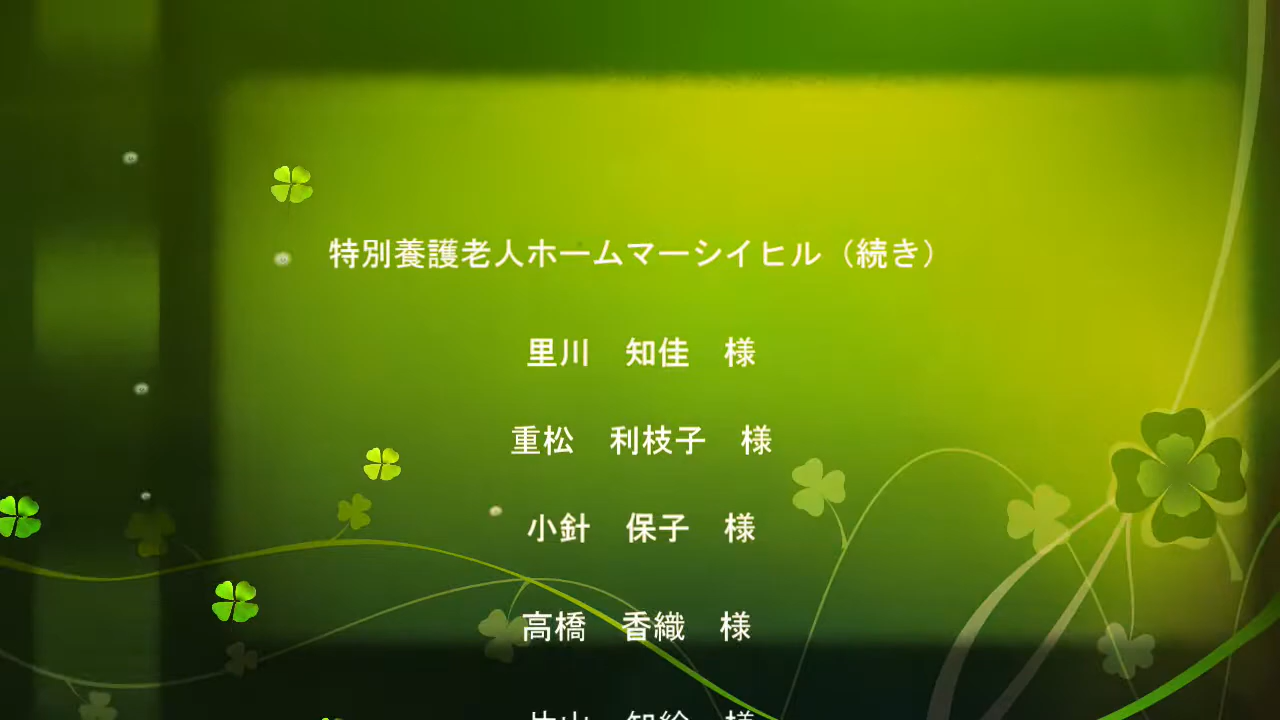 特別養護老人ホームマーシイヒル（続き）
里川　知佳　様
重松　利枝子　様
小針　保子　様
高橋　香織　様